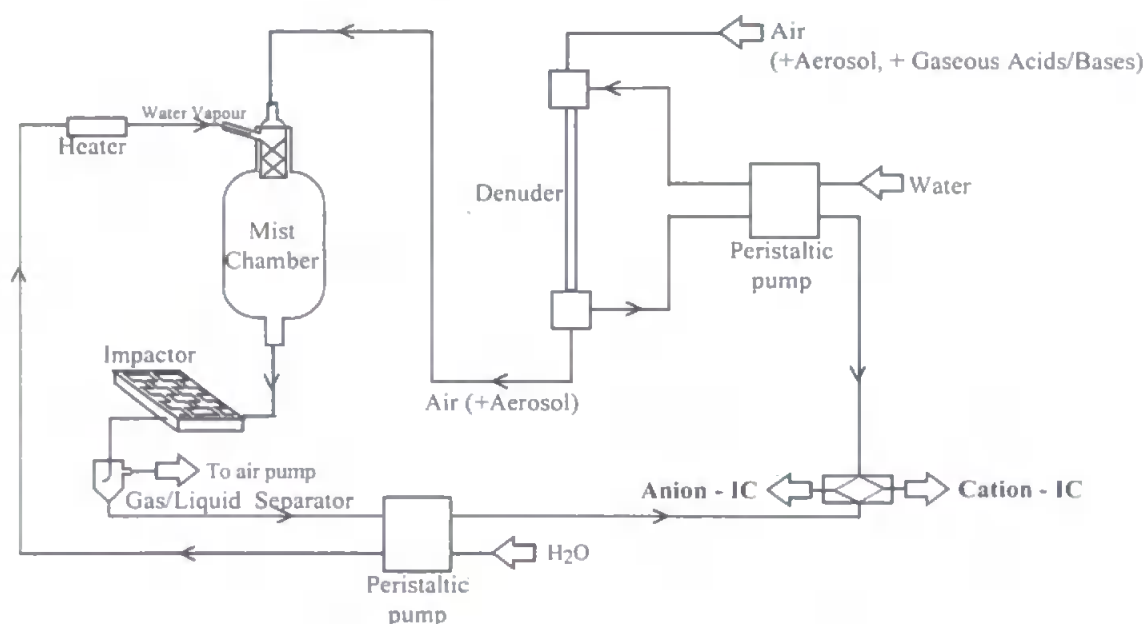 Air
(+Aerosol, + Gaseous Acids/Bases)
Water Vapour
Heater
Denuder
Water
Mist
Chamber
Peristaltic
pump
Impactor
Air (+Aerosol)
To air pump
Gas/Liquid Separator
Anion - IC
Cation - IC
H₂O
Peristaltic
pump